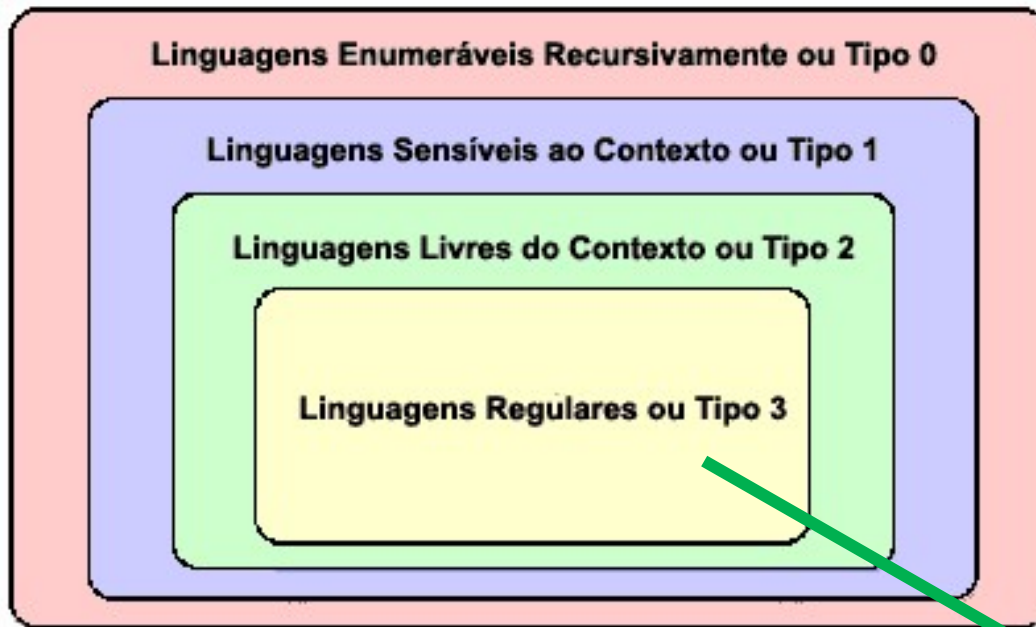 Linguagens Enumeráveis Recursivamente ou Tipo 0
Linguagens Sensíveis ao Contexto ou Tipo 1
Linguagens Livres do Contexto ou Tipo 2
Linguagens Regulares ou Tipo 3